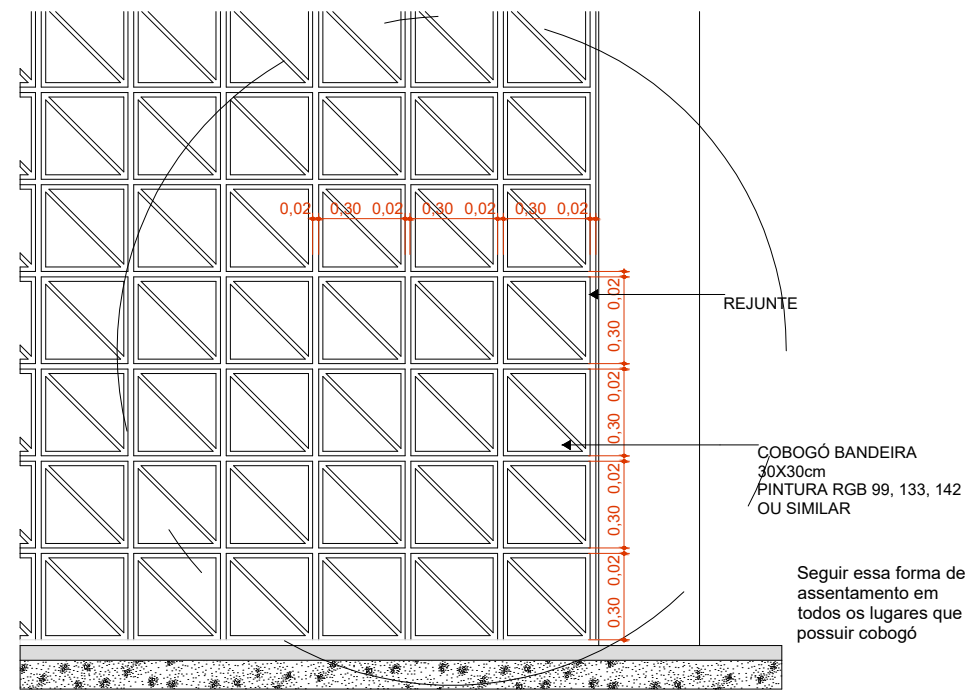 0,02 0,30 0,02 0,30 0,02 0,30 0,02
0,02
0,30
0,02
0,30
0,02
0,30
0,02
0,30
REJUNTE
COBOGÓ BANDEIRA
30X30cm
PINTURA RGB 99, 133, 142
OU SIMILAR
Seguir essa forma de
assentamento em
todos os lugares que
possuir cobogó